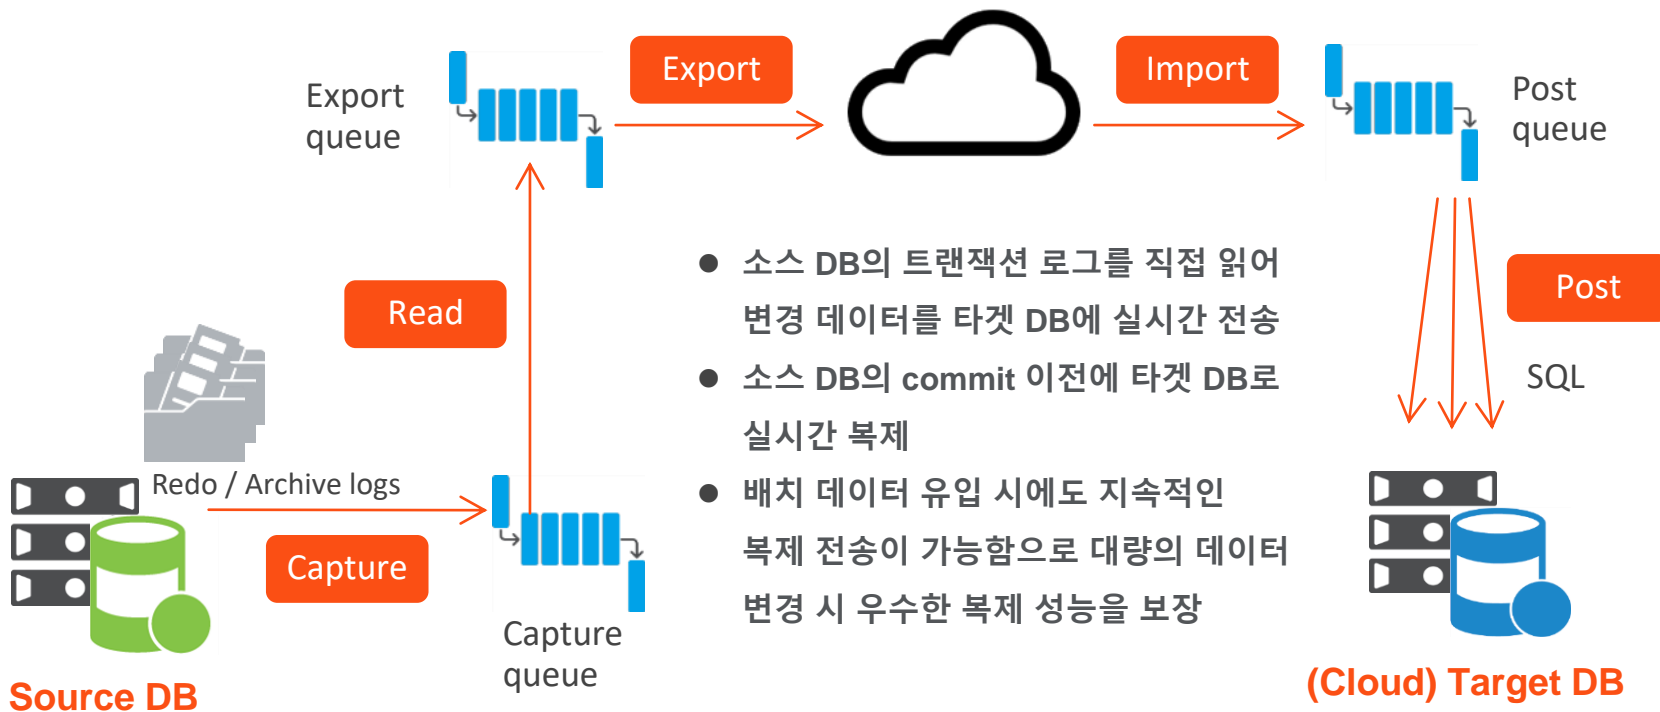 Export
queue
Export
Import
Post
queue
Read
Post
SQL
Redo / Archive logs
Capture
Capture
queue
Source DB
(Cloud) Target DB
● 소스 DB의 트랜잭션 로그를 직접 읽어
변경 데이터를 타겟 DB에 실시간 전송
● 소스 DB의 commit 이전에 타겟 DB로
실시간 복제
● 배치 데이터 유입 시에도 지속적인
복제 전송이 가능함으로 대량의 데이터
변경 시 우수한 복제 성능을 보장